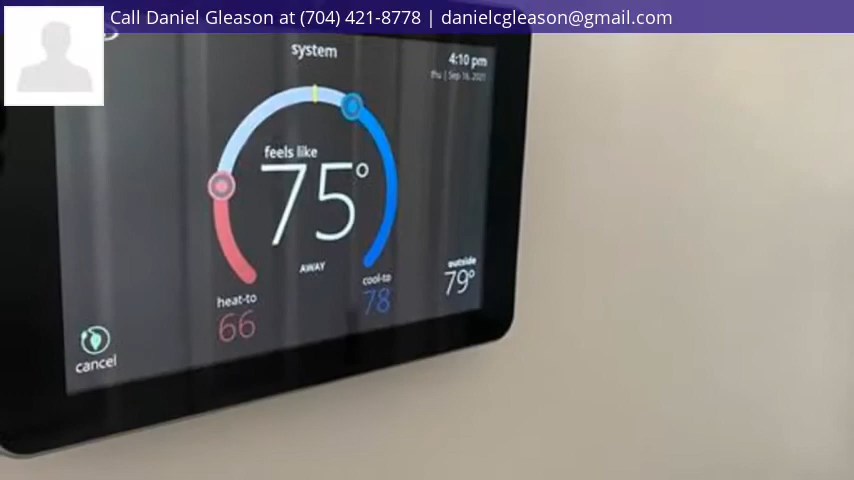 Call Daniel Gleason at (704) 421-8778 | danielcgleason@gmail.com
system
4:10 pm
thu | Sep 16, 2021
feels like
75°
AWAY
heat-to
66
cool-to
78
outside
79°
cancel